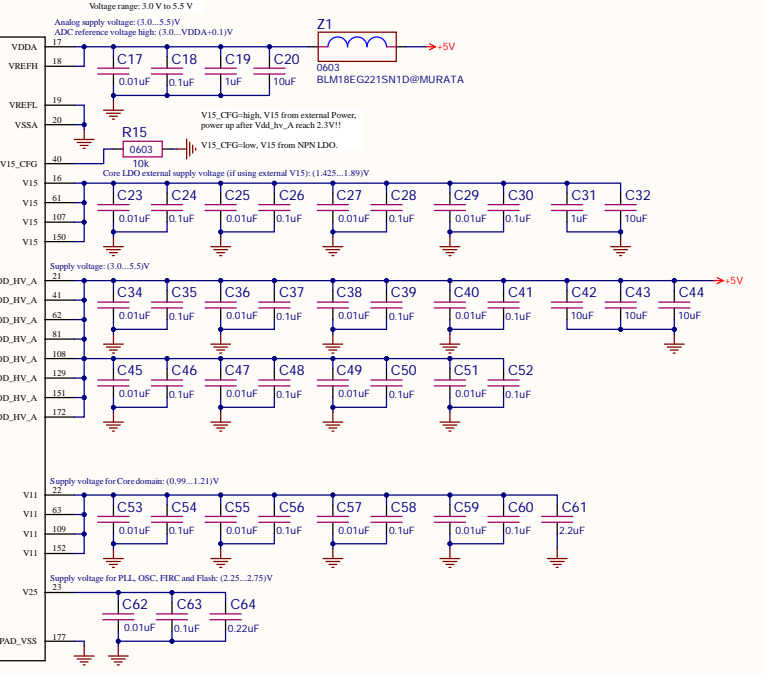 Voltage range: 3.0 V to 5.5 V
Analog supply voltage: (3.0...5.5)V
ADC reference voltage high: (3.0...VDDA+0.1)V
Z1
VDDA 17
+5V
VREFH 18
C17 C18 C19 C20
0.01uF 0.1uF 1uF 10uF
0603
BLM18EG221SN1D@MURATA
VREFL 19
VSSA 20
V15_CFG=high, V15 from external Power,
power up after Vdd_hv_A reach 2.3V!!
V15_CFG=low, V15 from NPN LDO.
R15
0603
10k
V15_CFG 40
Core LDO external supply voltage (if using external V15): (1.425...1.89)V
V15 16
V15 61
V15 107
V15 150
C23 C24 C25 C26 C27 C28 C29 C30 C31 C32
0.01uF 0.1uF 0.01uF 0.1uF 0.01uF 0.1uF 0.01uF 0.1uF 1uF 10uF
Supply voltage: (3.0...5.5)V
DD_HV_A 21
+5V
DD_HV_A 41
DD_HV_A 62
DD_HV_A 81
C34 C35 C36 C37 C38 C39 C40 C41 C42 C43 C44
0.01uF 0.1uF 0.01uF 0.1uF 0.01uF 0.1uF 0.01uF 0.1uF 10uF 10uF 10uF
DD_HV_A 108
DD_HV_A 129
DD_HV_A 151
DD_HV_A 172
C45 C46 C47 C48 C49 C50 C51 C52
0.01uF 0.1uF 0.01uF 0.1uF 0.01uF 0.1uF 0.01uF 0.1uF
Supply voltage for Core domain: (0.99...1.21)V
V11 22
V11 63
V11 109
V11 152
C53 C54 C55 C56 C57 C58 C59 C60 C61
0.01uF 0.1uF 0.01uF 0.1uF 0.01uF 0.1uF 0.01uF 0.1uF 2.2uF
Supply voltage for PLL, OSC, FIRC and Flash: (2.25...2.75)V
V25 23
C62 C63 C64
0.01uF 0.1uF 0.22uF
PAD_VSS 177